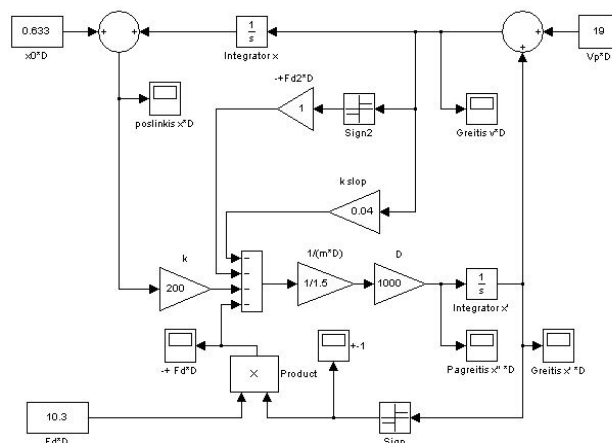 0.633
x0*D
+
+
1
s
Integrator x
+
+
19
Vp*D
poslinkis x*D
-+Fd2*D
1
Sign2
Greitis v*D
k slop
0.04
k
200
−
−
−
−
1/(m*D)
1/1.5
D
1000
1
s
Integrator x'
-+ Fd*D
×
Product
+-1
Pagreitis x'' *D
Greitis x' *D
10.3
Fd*D
Sign